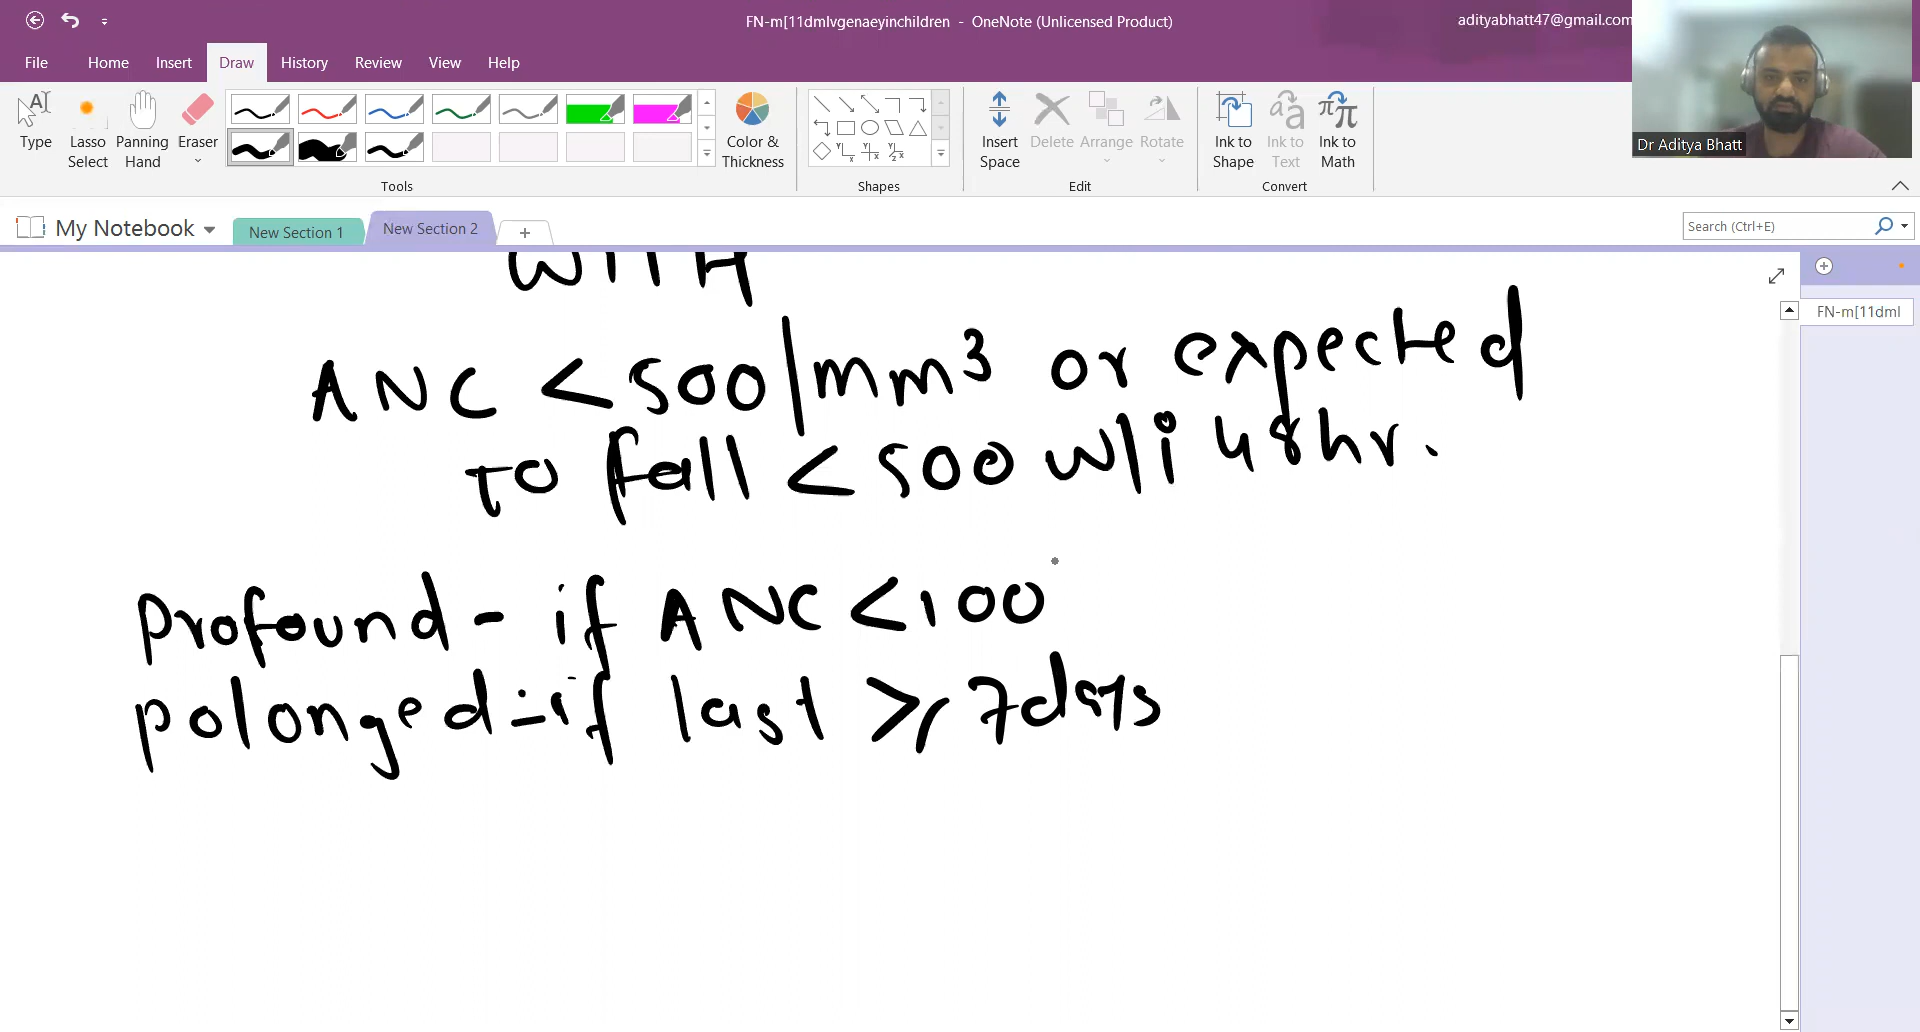 FN-m[11dmlvgenaeyinchildren - OneNote (Unlicensed Product)
adityabhatt47@gmail.com
File Home Insert Draw History Review View Help
Type
Lasso Select
Panning Hand
Eraser
Color & Thickness
Insert Space
Delete
Arrange
Rotate
Ink to Shape
Ink to Text
Ink to Math
Tools
Shapes
Edit
Convert
Dr Aditya Bhatt
My Notebook
New Section 1
New Section 2
Search (Ctrl+E)
FN-m[11dml
WITH
ANC <500/mm³ or expected
to fall < 500 w/i 48hr.
profound - if ANC <100
polonged - if last ⩾ 7days